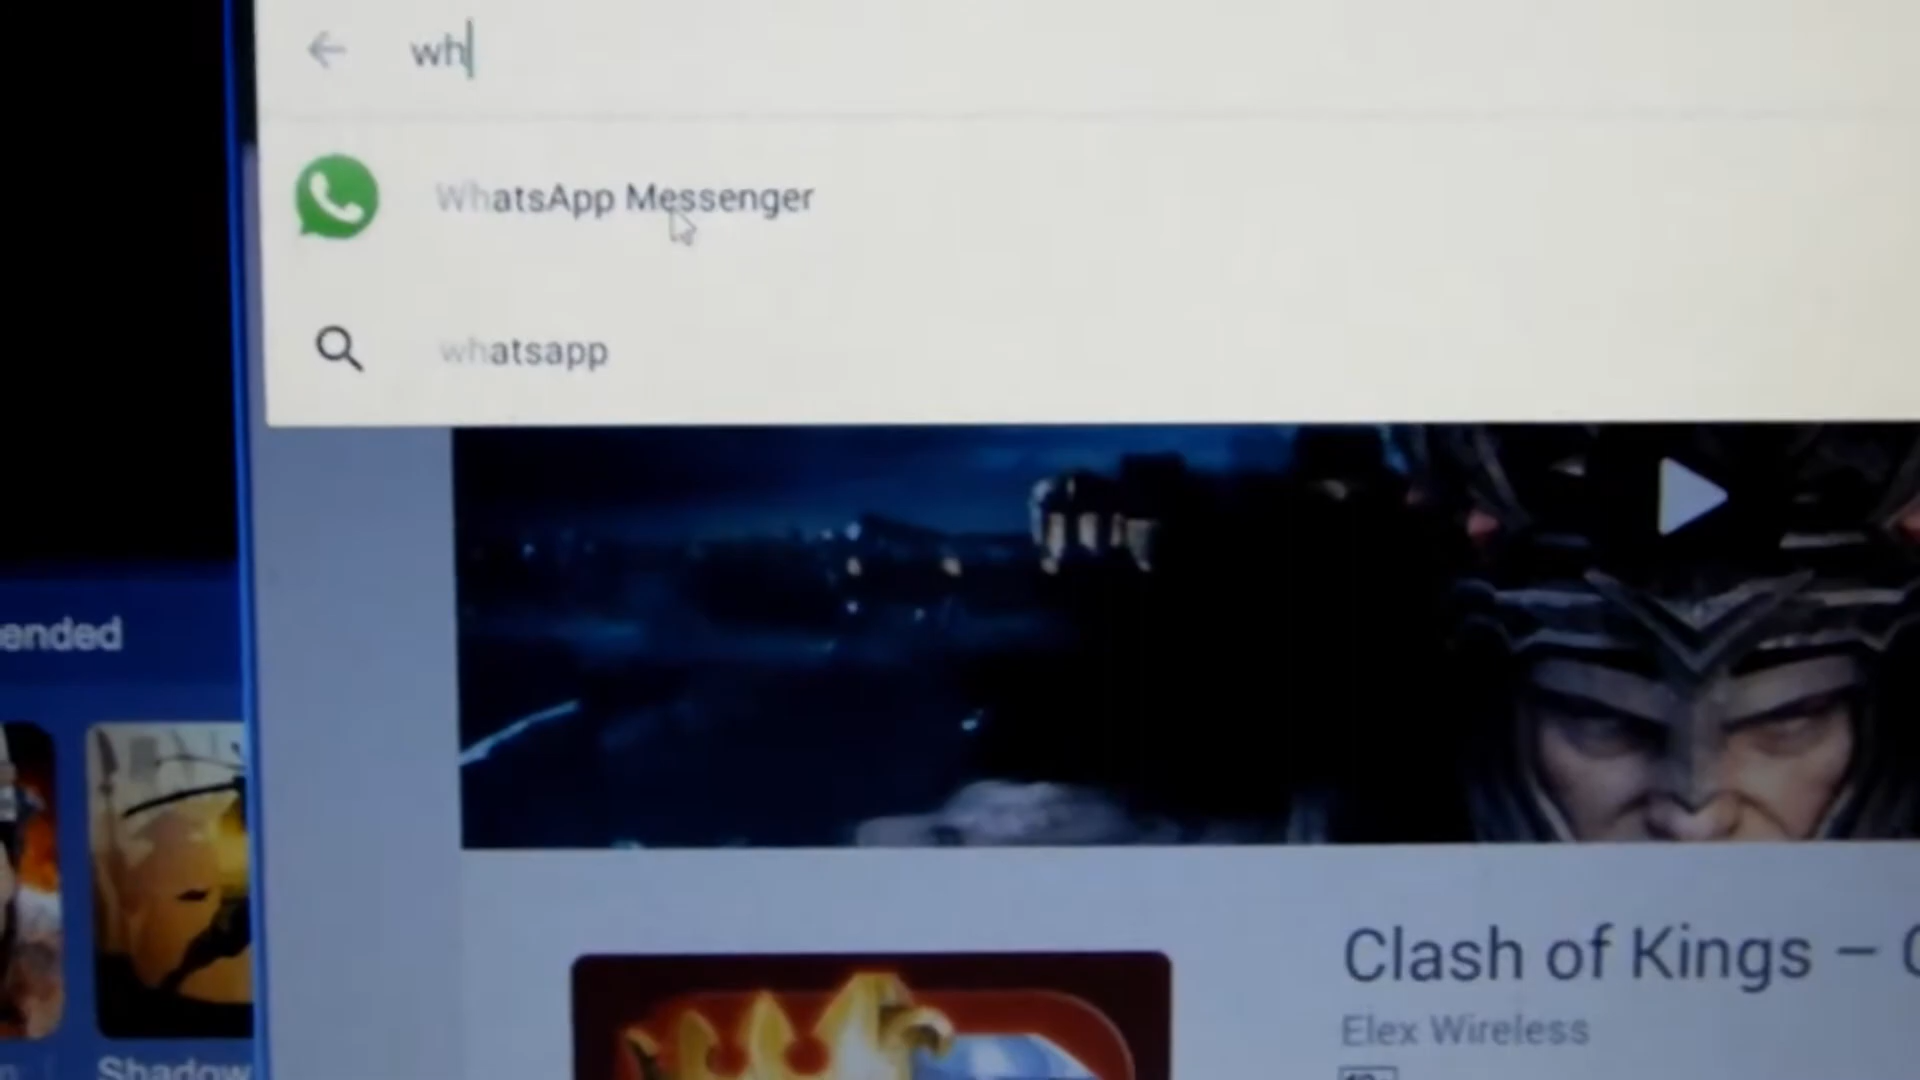 wh
WhatsApp Messenger
whatsapp
ended
Clash of Kings –
Elex Wireless
Shadow